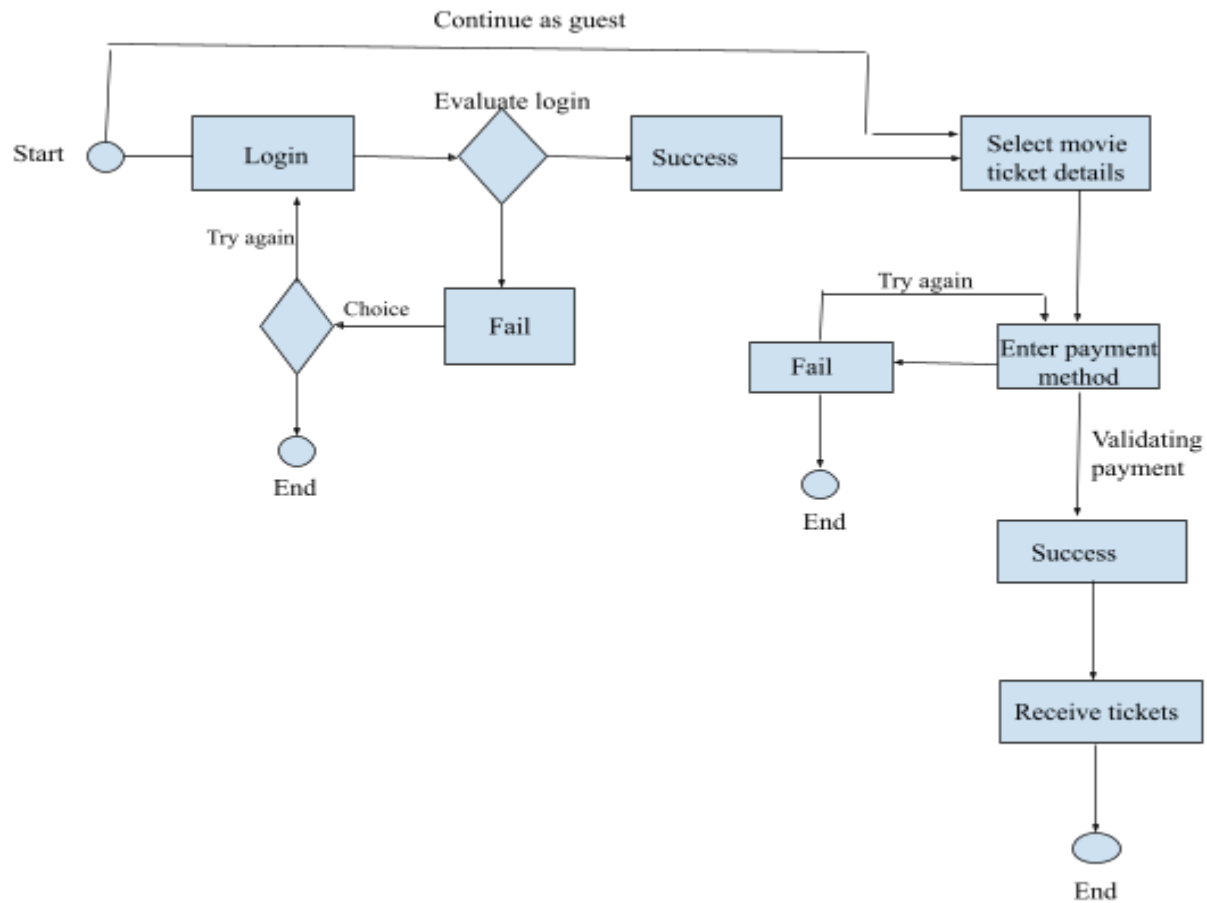 Continue as guest
Evaluate login
Start
Login
Success
Select movie
ticket details
Try again
Choice
Fail
End
Try again
Fail
Enter payment
method
End
Validating
payment
Success
Receive tickets
End